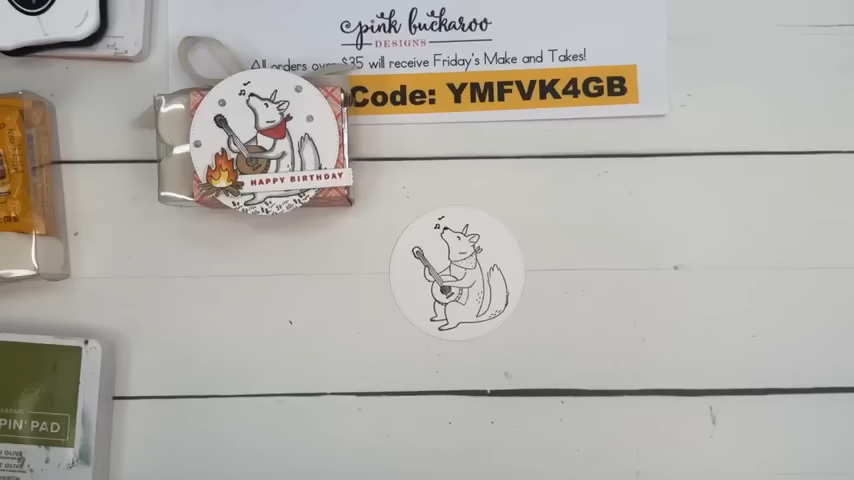 pink buckaroo
DESIGNS
All orders over $35 will receive Friday's Make and Takes!
Code: YMFVK4GB
HAPPY BIRTHDAY
PIN' PAD